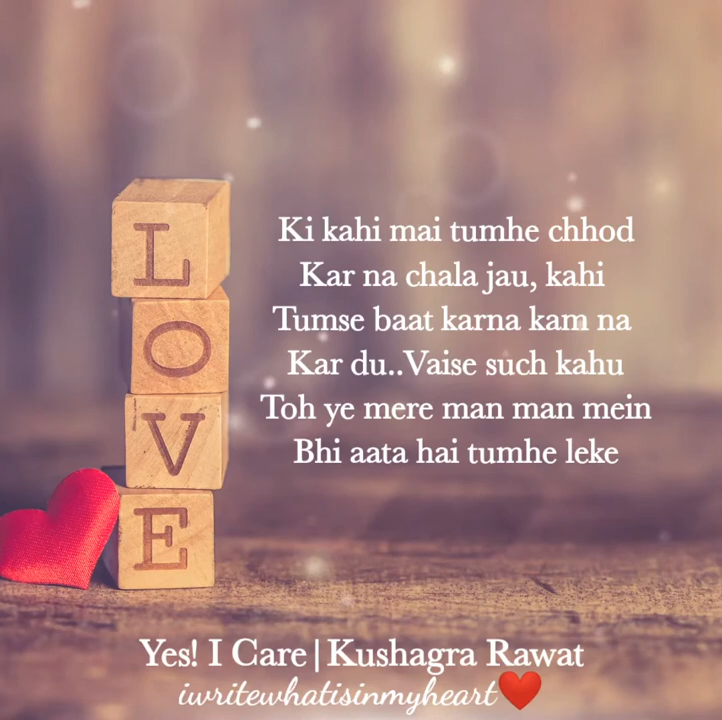 L
O
V
E
Ki kahi mai tumhe chhod
Kar na chala jau, kahi
Tumse baat karna kam na
Kar du..Vaise such kahu
Toh ye mere man man mein
Bhi aata hai tumhe leke
Yes! I Care|Kushagra Rawat
iwritewhatisinmyheart❤️